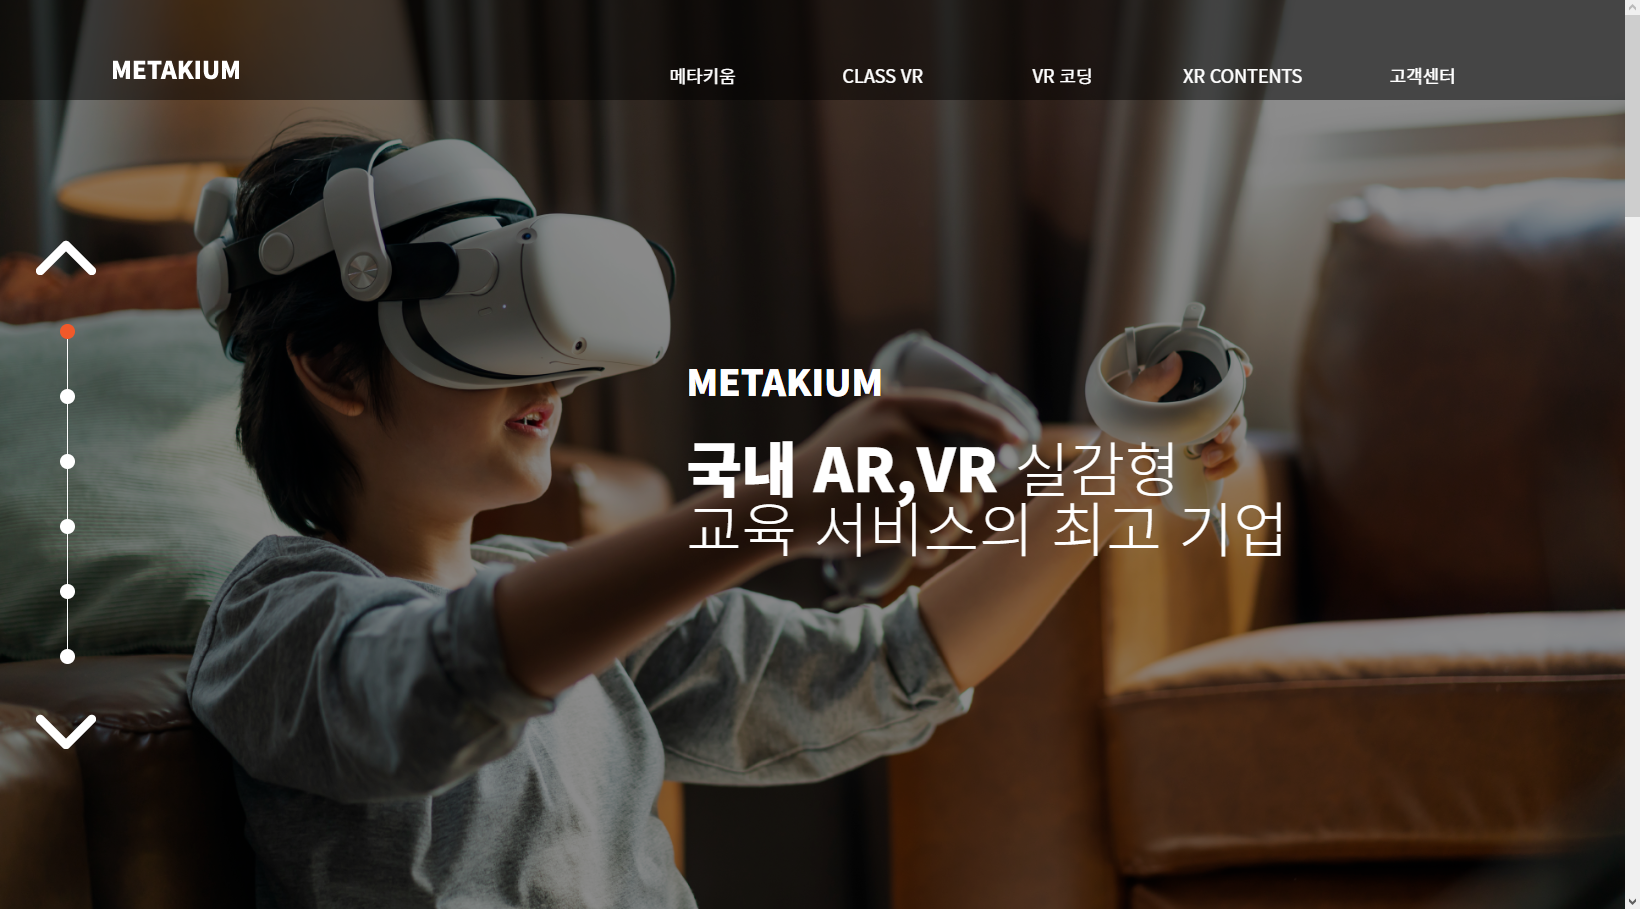 METAKIUM
메타키움
CLASS VR
VR 코딩
XR CONTENTS
고객센터
METAKIUM
국내 AR,VR 실감형
교육 서비스의 최고 기업